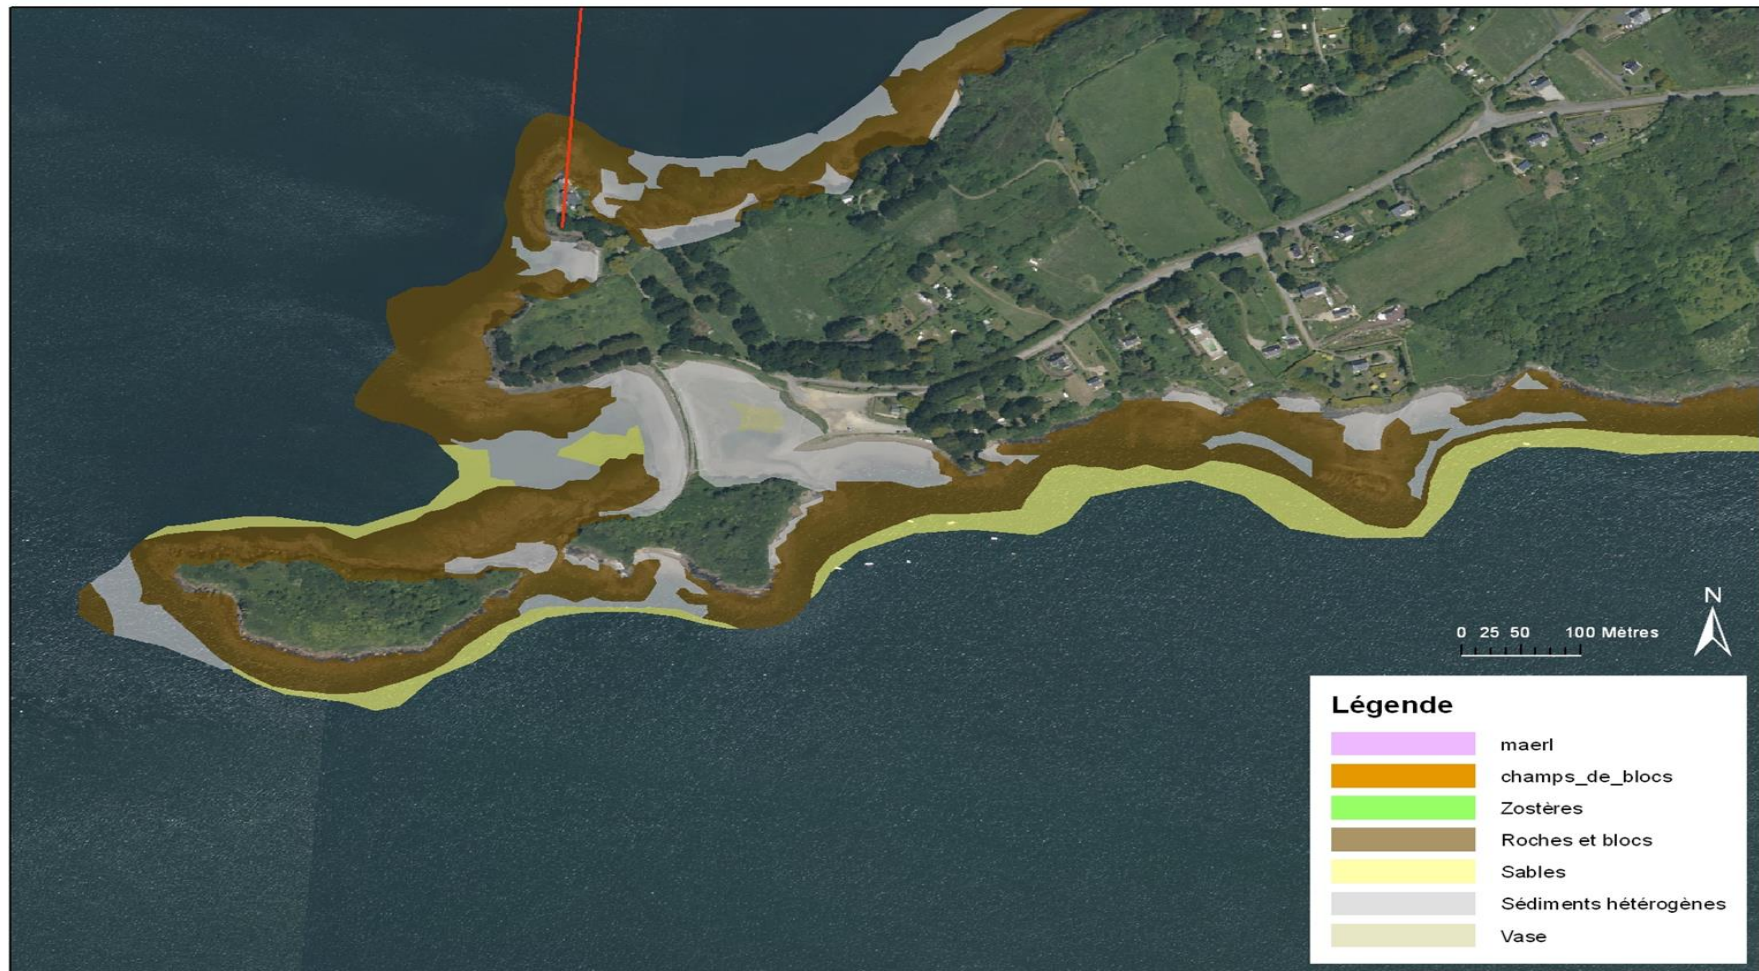 N
0 25 50 100 Mètres
Légende
maerl
champs_de_blocs
Zostères
Roches et blocs
Sables
Sédiments hétérogènes
Vase